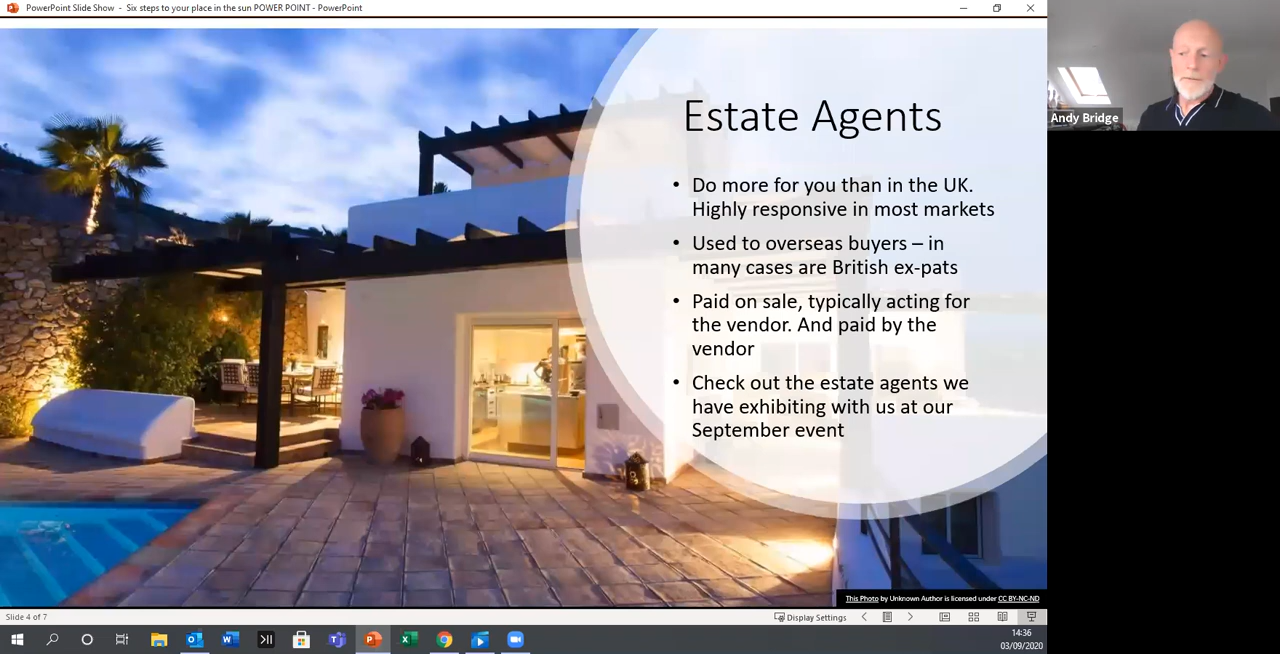 PowerPoint Slide Show - Six steps to your place in the sun POWER POINT - PowerPoint
Andy Bridge
Estate Agents
• Do more for you than in the UK.
Highly responsive in most markets
• Used to overseas buyers – in
many cases are British ex-pats
• Paid on sale, typically acting for
the vendor. And paid by the
vendor
• Check out the estate agents we
have exhibiting with us at our
September event
This Photo by Unknown Author is licensed under CC BY-NC-ND
Slide 4 of 7
Display Settings
14:36
03/09/2020